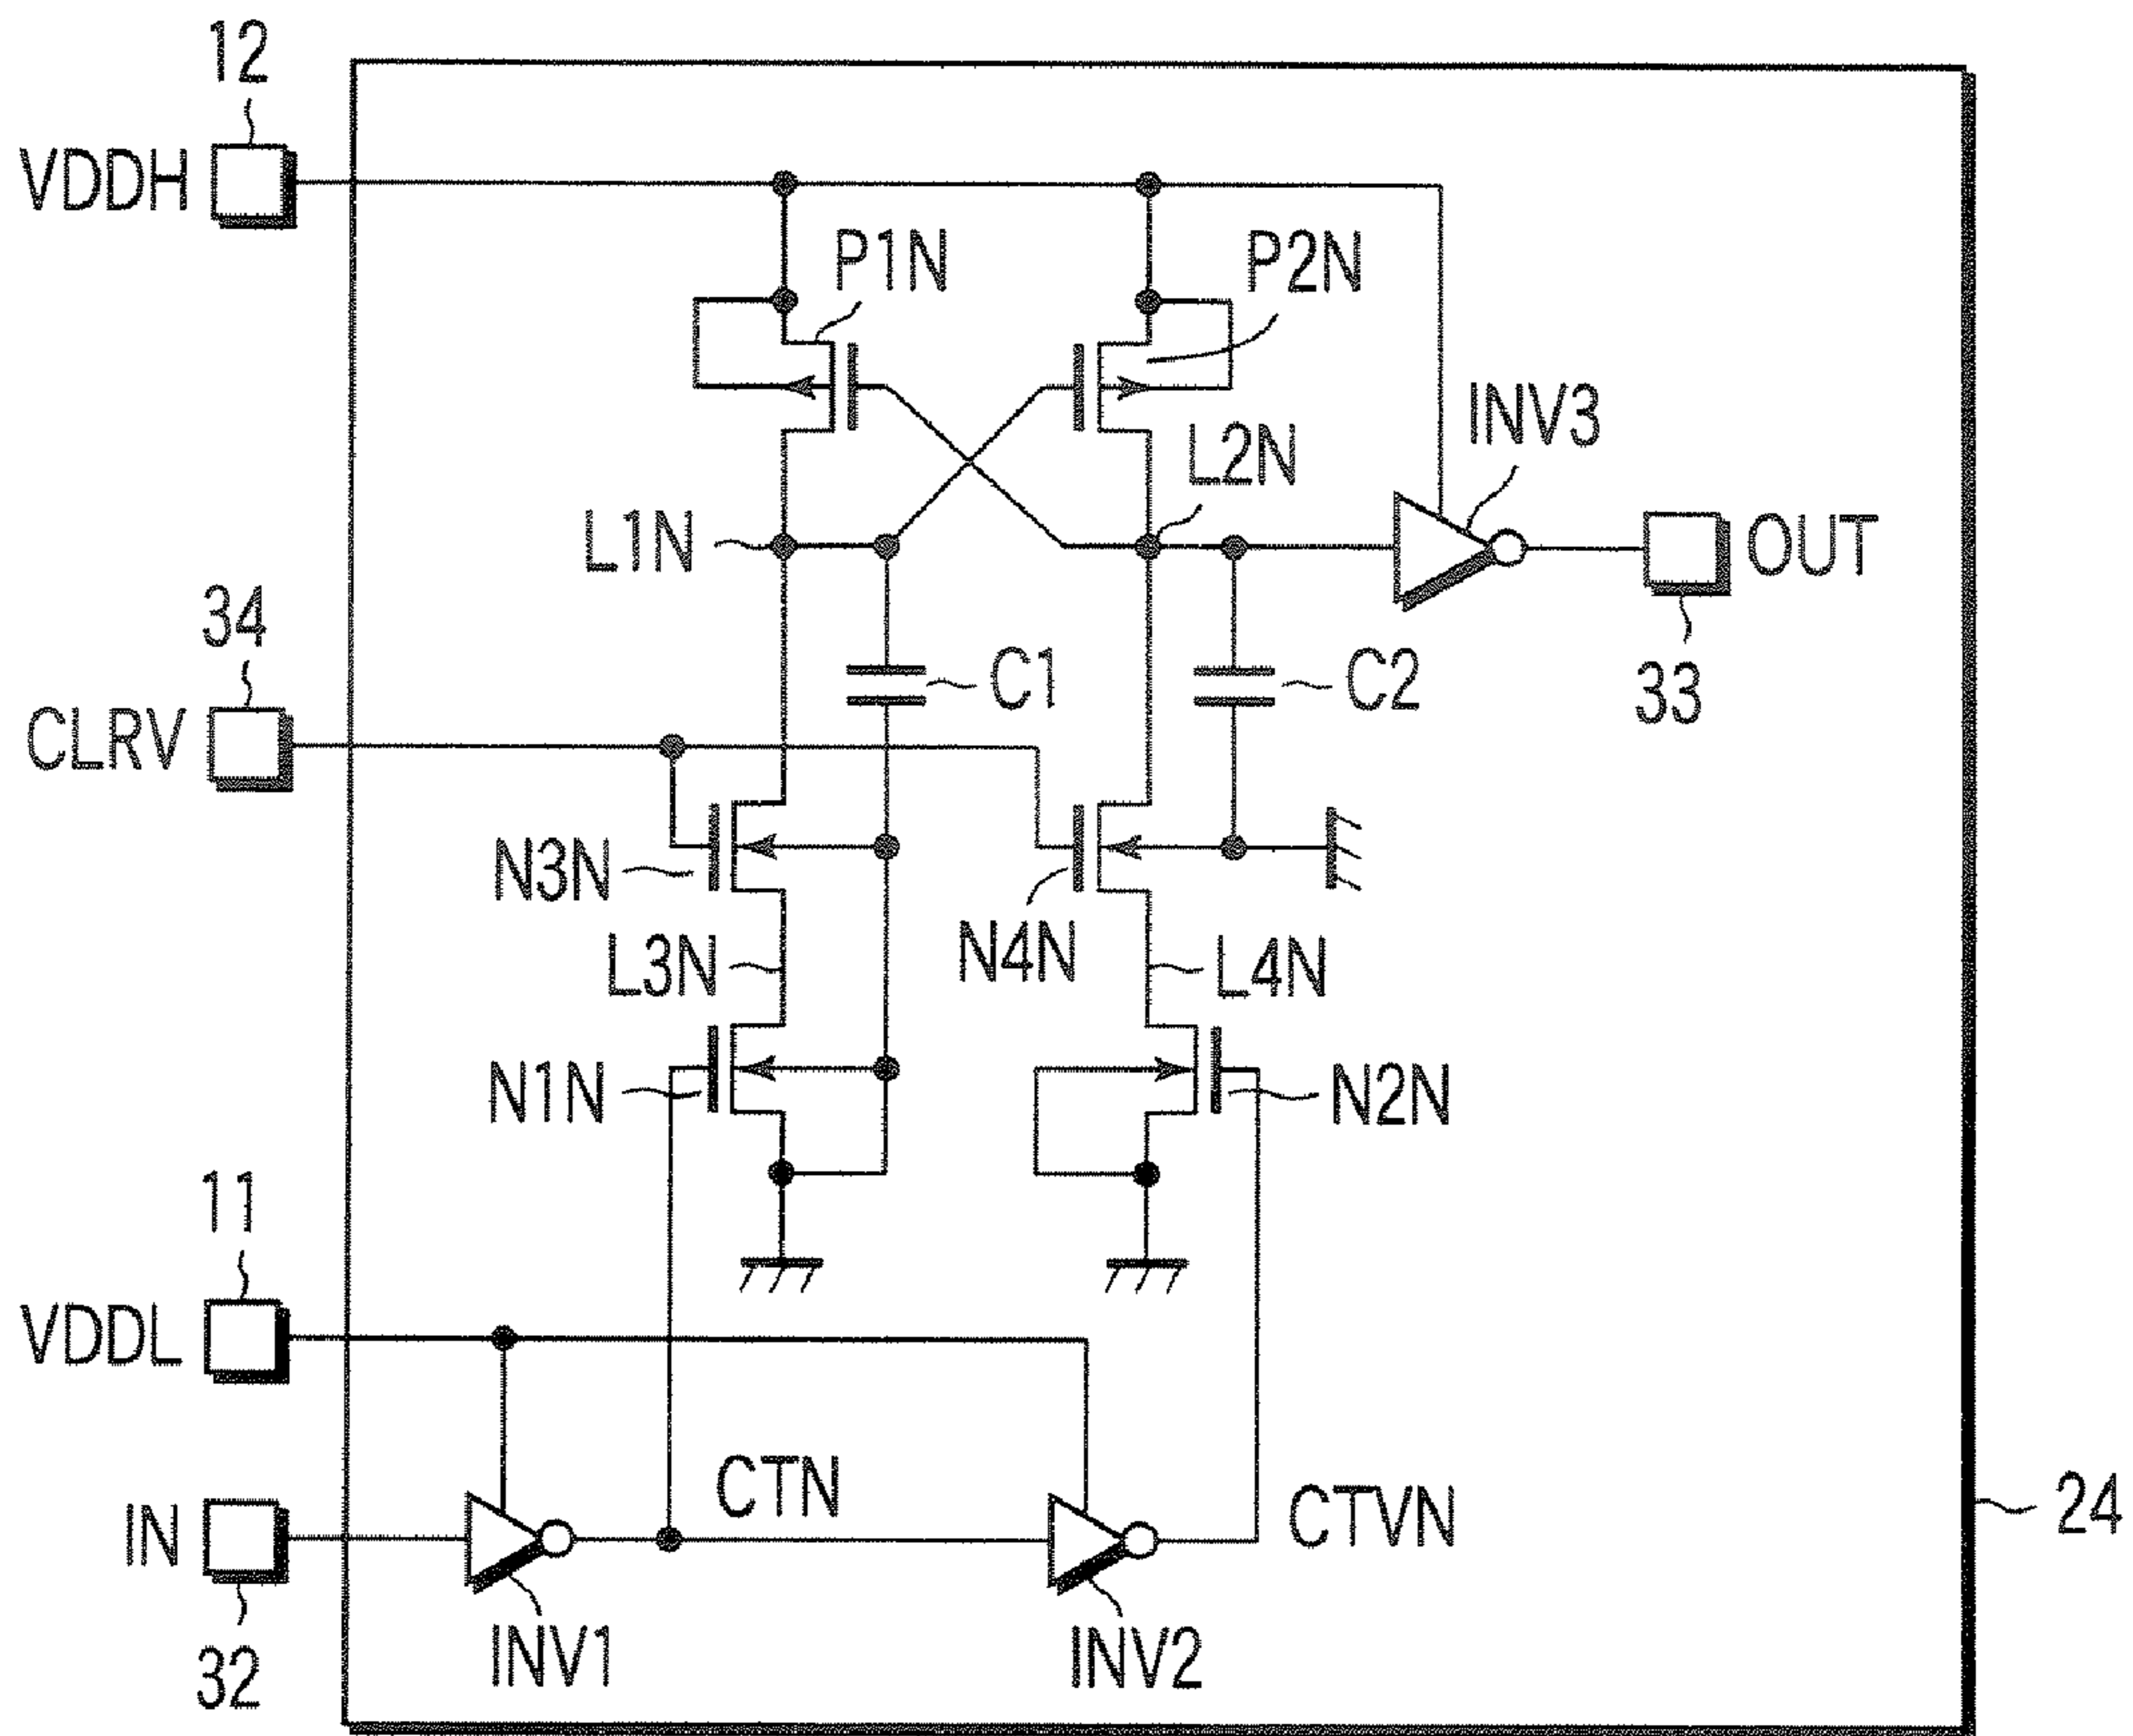 12
VDDH
P1N
P2N
INV3
L2N
L1N
OUT
34
C1
C2
33
CLRV
N3N
N4N
L3N
L4N
N1N
N2N
11
VDDL
CTN
CTVN
24
IN
INV1
INV2
32